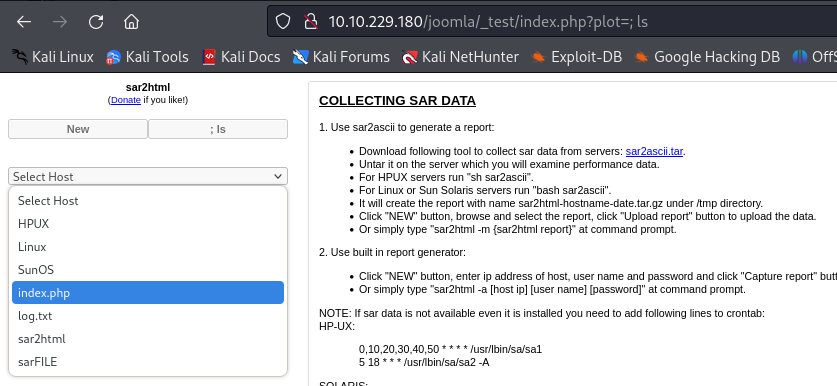 10.10.229.180/joomla/_test/index.php?plot=; ls
Kali Linux Kali Tools Kali Docs Kali Forums Kali NetHunter Exploit-DB Google Hacking DB OffS
sar2html
(Donate if you like!)
New ; ls
Select Host
Select Host
HPUX
Linux
SunOS
index.php
log.txt
sar2html
sarFILE
COLLECTING SAR DATA
1. Use sar2ascii to generate a report:
• Download following tool to collect sar data from servers: sar2ascii.tar.
• Untar it on the server which you will examine performance data.
• For HPUX servers run "sh sar2ascii".
• For Linux or Sun Solaris servers run "bash sar2ascii".
• It will create the report with name sar2html-hostname-date.tar.gz under /tmp directory.
• Click "NEW" button, browse and select the report, click "Upload report" button to upload the data.
• Or simply type "sar2html -m {sar2html report}" at command prompt.
2. Use built in report generator:
• Click "NEW" button, enter ip address of host, user name and password and click "Capture report" butt
• Or simply type "sar2html -a [host ip] [user name] [password]" at command prompt.
NOTE: If sar data is not available even it is installed you need to add following lines to crontab:
HP-UX:
0,10,20,30,40,50 * * * * /usr/lbin/sa/sa1
5 18 * * * /usr/lbin/sa/sa2 -A
SOLARIS: